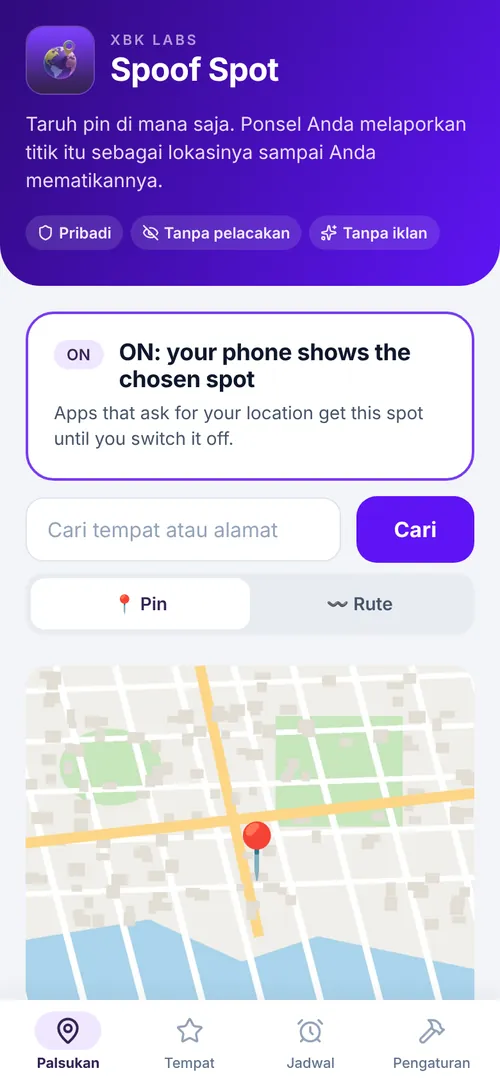 XBK LABS
Spoof Spot
Taruh pin di mana saja. Ponsel Anda melaporkan
titik itu sebagai lokasinya sampai Anda
mematikannya.
Pribadi
Tanpa pelacakan
Tanpa iklan
ON
ON: your phone shows the
chosen spot
Apps that ask for your location get this spot
until you switch it off.
Cari tempat atau alamat
Cari
Pin
Rute
Palsukan
Tempat
Jadwal
Pengaturan